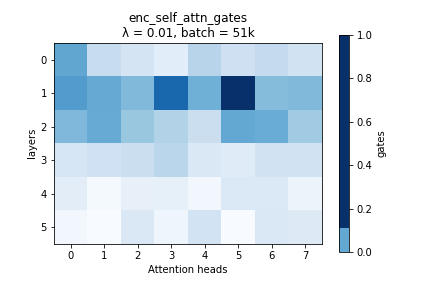 enc_self_attn_gates
λ = 0.01, batch = 51k
layers
0
1
2
3
4
5
0 1 2 3 4 5 6 7
Attention heads
1.0
0.8
0.6
0.4
0.2
0.0
gates